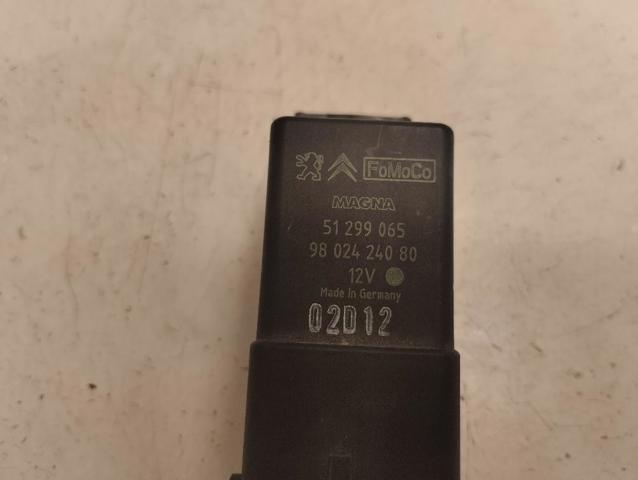 FoMoCo
MAGNA
51 299 065
98 024 240 80
12V
Made In Germany
02D12